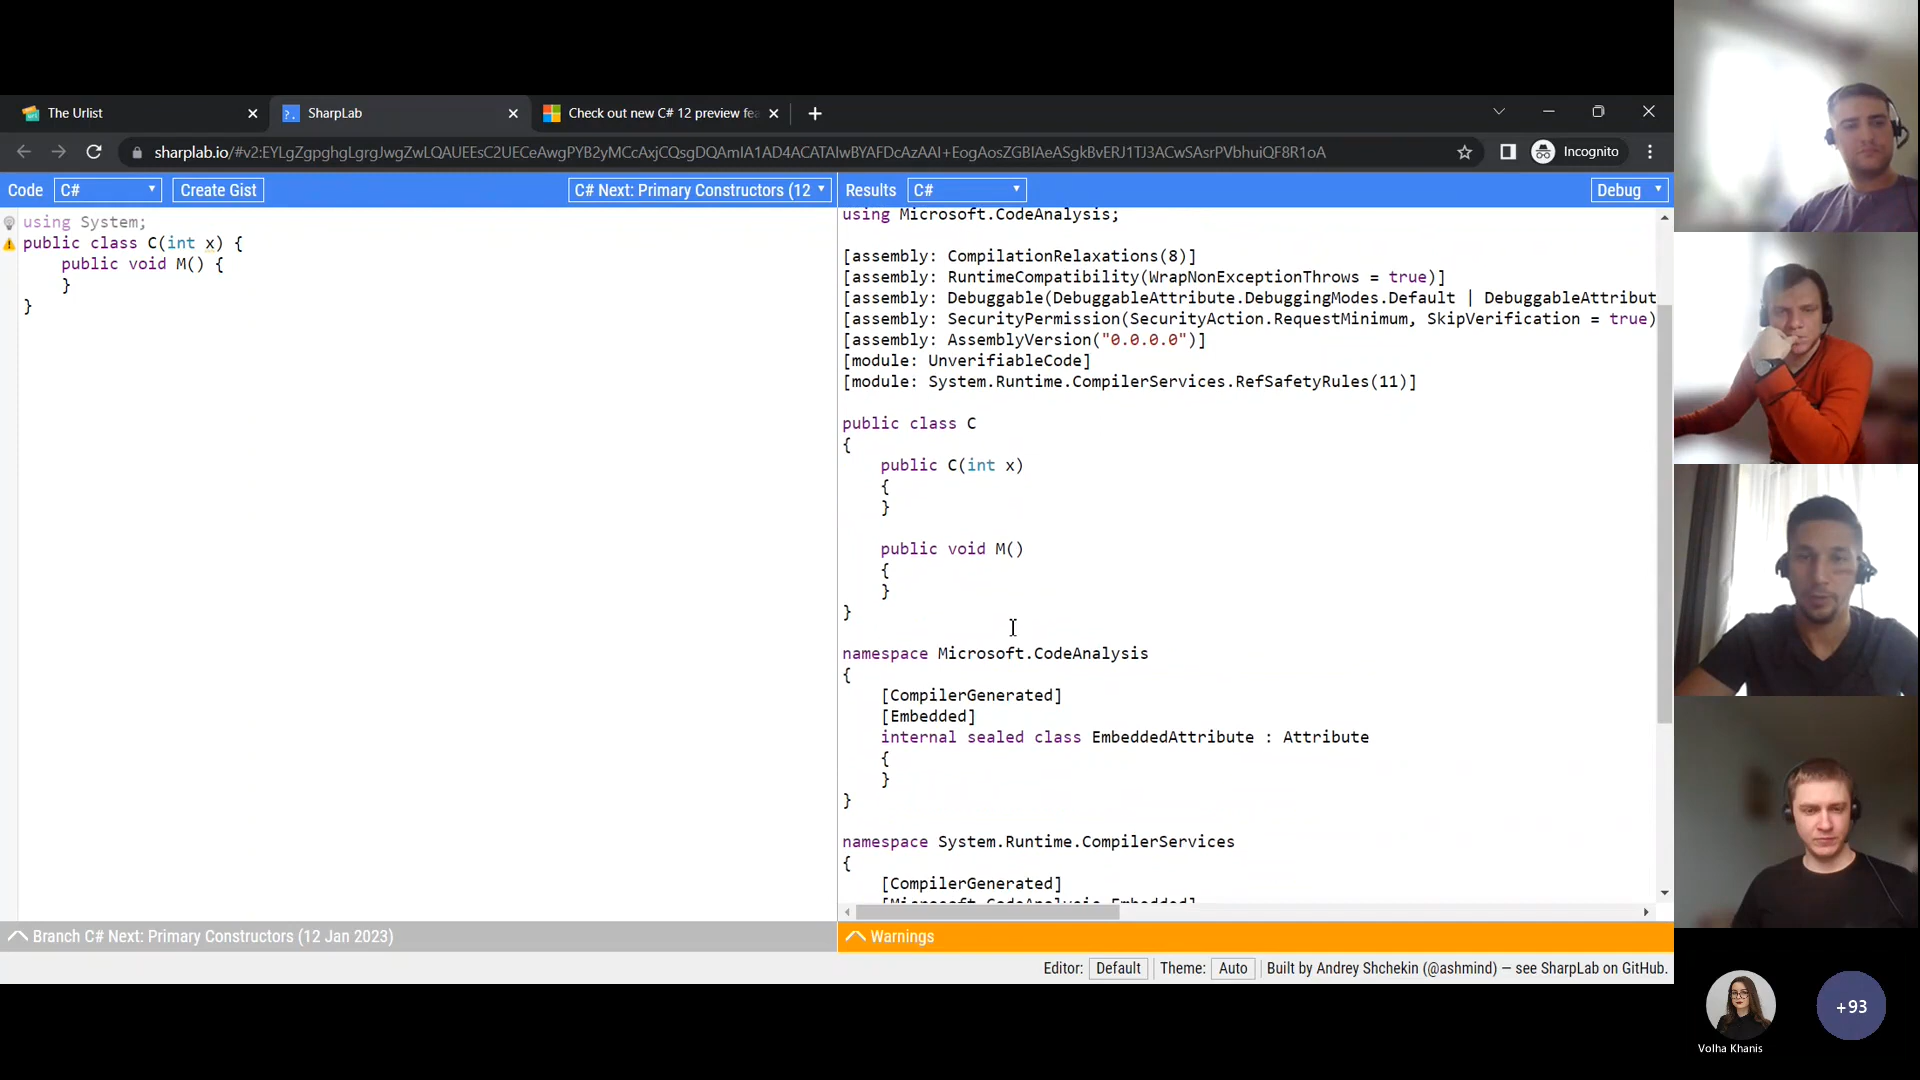 The Urlist
SharpLab
Check out new C# 12 preview fea
sharplab.io/#v2:EYLgZgpghgLgrgJwgZwLQAUEEsC2UECeAwgPYB2yMCcAxjCQsgDQAmIA1AD4ACATAIwBYAFDcAzAAI+EogAosZGBIAeASgkBvERJ1TJ3ACwSAsrPVbhuiQF8R1oA
Incognito
Code C# Create Gist C# Next: Primary Constructors (12
Results C# Debug
using System;
public class C(int x) {
    public void M() {
    }
}
using Microsoft.CodeAnalysis;
[assembly: CompilationRelaxations(8)]
[assembly: RuntimeCompatibility(WrapNonExceptionThrows = true)]
[assembly: Debuggable(DebuggableAttribute.DebuggingModes.Default | DebuggableAttribut
[assembly: SecurityPermission(SecurityAction.RequestMinimum, SkipVerification = true)
[assembly: AssemblyVersion("0.0.0.0")]
[module: UnverifiableCode]
[module: System.Runtime.CompilerServices.RefSafetyRules(11)]
public class C
{
    public C(int x)
    {
    }
    public void M()
    {
    }
}
namespace Microsoft.CodeAnalysis
{
    [CompilerGenerated]
    [Embedded]
    internal sealed class EmbeddedAttribute : Attribute
    {
    }
}
namespace System.Runtime.CompilerServices
{
    [CompilerGenerated]
    [Microsoft.CodeAnalysis.Embedded]
Branch C# Next: Primary Constructors (12 Jan 2023)
Warnings
Editor: Default Theme: Auto Built by Andrey Shchekin (@ashmind) — see SharpLab on GitHub.
+93
Volha Khanis